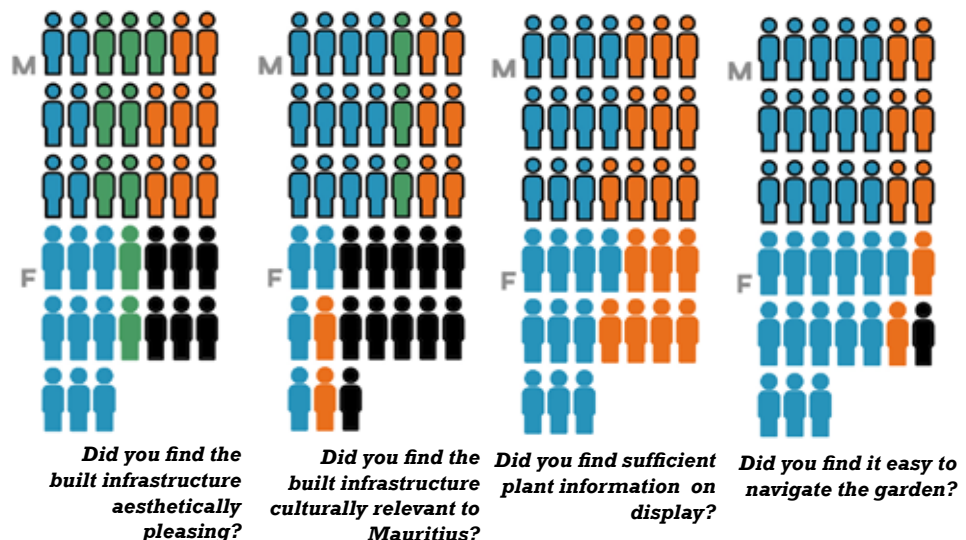 M
F
Did you find the
built infrastructure
aesthetically
pleasing?
M
F
Did you find the
built infrastructure
culturally relevant to
Mauritius?
M
F
Did you find sufficient
plant information on
display?
M
F
Did you find it easy to
navigate the garden?